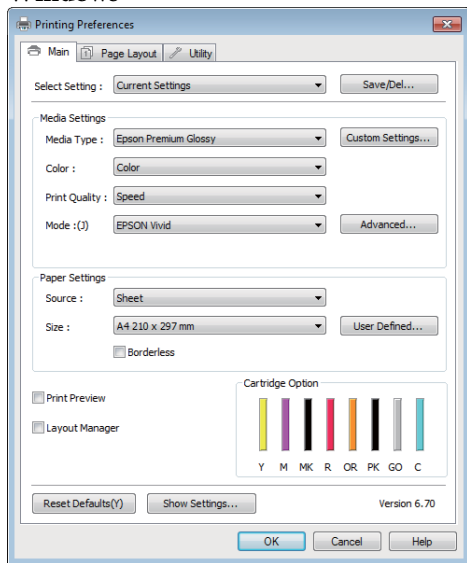 Windows
Printing Preferences
Main Page Layout Utility
Select Setting : Current Settings Save/Del...
Media Settings
Media Type : Epson Premium Glossy Custom Settings...
Color : Color
Print Quality : Speed
Mode :(J) EPSON Vivid Advanced...
Paper Settings
Source : Sheet
Size : A4 210 x 297 mm User Defined...
Borderless
Print Preview
Layout Manager
Cartridge Option
Y M MK R OR PK GO C
Reset Defaults(Y) Show Settings... Version 6.70
OK Cancel Help